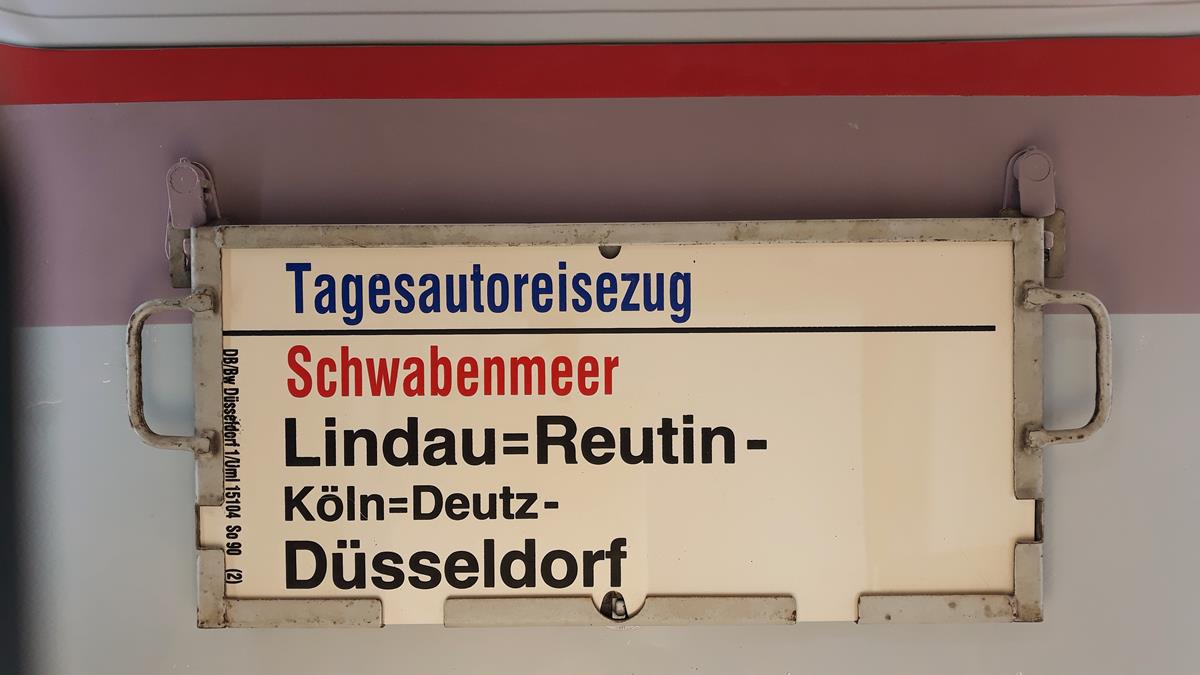 Tagesautoreisezug
Schwabenmeer
Lindau=Reutin-
Köln=Deutz-
Düsseldorf
DB/Bw Düsseldorf 1/Uml 15104 So 90 (2)